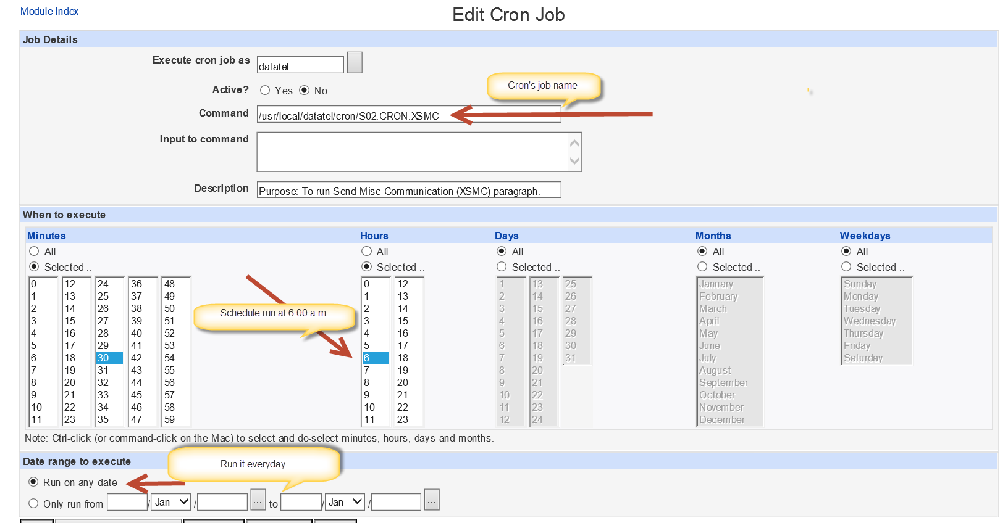 Module Index
Edit Cron Job
Job Details
Execute cron job as datatel ...
Active? Yes No
Cron's job name
Command /usr/local/datatel/cron/S02.CRON.XSMC
Input to command
Description Purpose: To run Send Misc Communication (XSMC) paragraph.
When to execute
Minutes Hours Days Months Weekdays
All All All All All
Selected .. Selected .. Selected .. Selected .. Selected ..
0 12 24 36 48 0 12 1 13 25 January Sunday
1 13 25 37 49 1 13 2 14 26 February Monday
2 14 26 38 50 2 14 3 15 27 March Tuesday
3 15 27 39 51 3 15 4 16 28 April Wednesday
4 16 28 40 52 4 16 5 17 29 May Thursday
5 17 29 41 53 5 17 6 18 30 June Friday
6 18 30 42 54 6 18 7 19 31 July Saturday
7 19 31 43 55 7 19 8 20 August
8 20 32 44 56 8 20 9 21 September
9 21 33 45 57 9 21 10 22 October
10 22 34 46 58 10 22 11 23 November
11 23 35 47 59 11 23 12 24 December
Schedule run at 6:00 a.m
Note: Ctrl-click (or command-click on the Mac) to select and de-select minutes, hours, days and months.
Date range to execute
Run it everyday
Run on any date
Only run from / Jan / ... to / Jan / ...